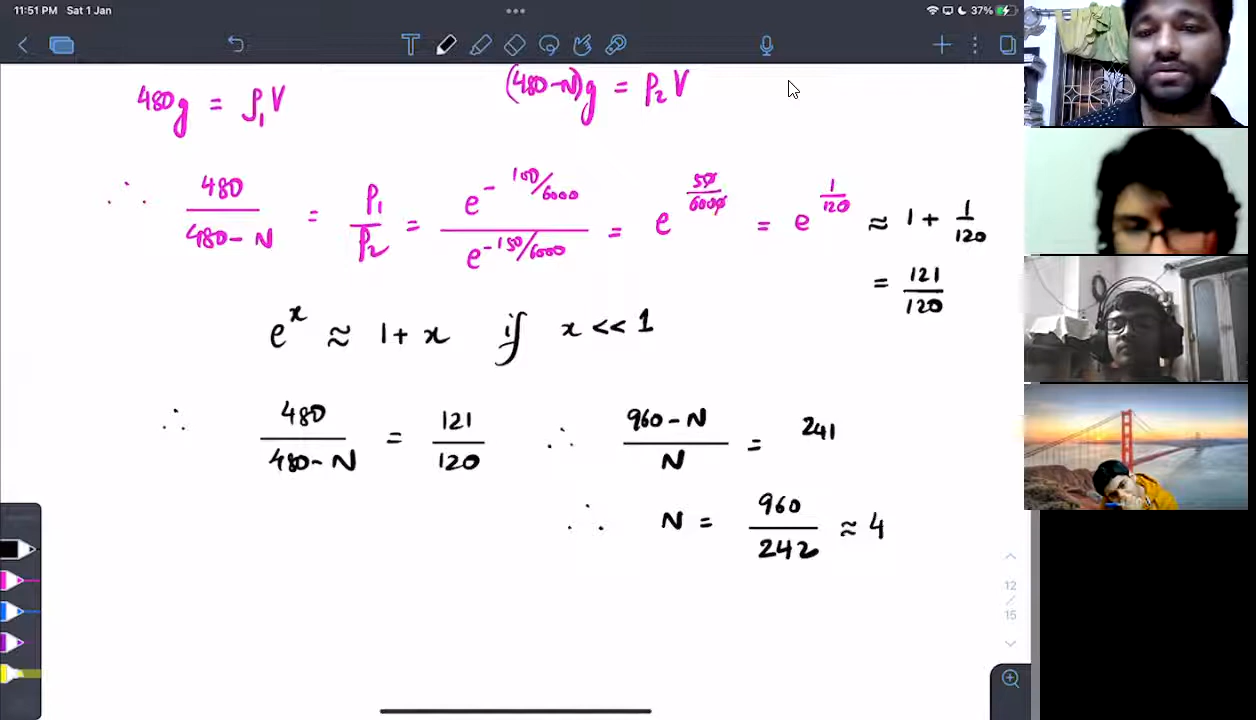 11:51 PM Sat 1 Jan
37%
480g = ρ₁V
(480-N)g = ρ₂V
∴ 480/(480-N) = ρ₁/ρ₂ = e^(-100/6000)/e^(-150/6000) = e^(50/6000) = e^(1/120) ≈ 1 + 1/120
= 121/120
e^x ≈ 1 + x if x << 1
∴ 480/(480-N) = 121/120 ∴ (960-N)/N = 241
∴ N = 960/242 ≈ 4
12
/
15